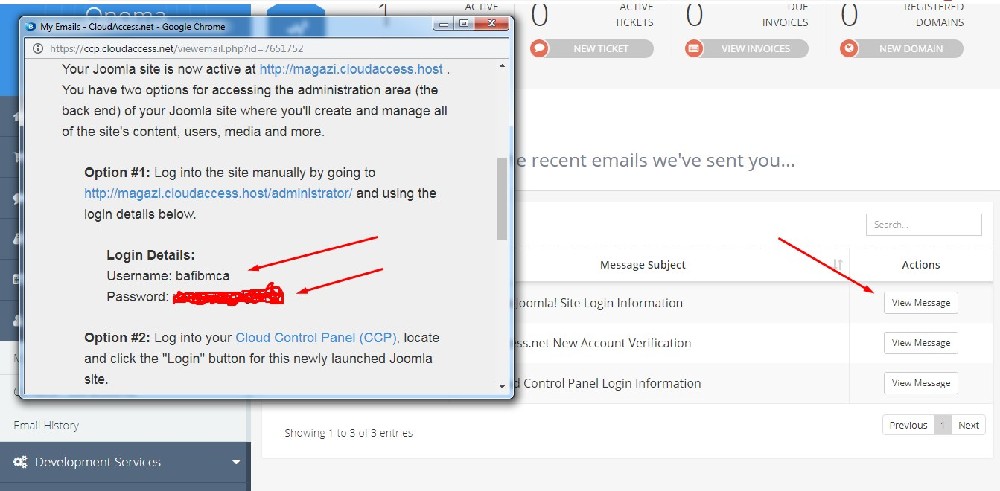 Onoma
My Emails - CloudAccess.net - Google Chrome
https://ccp.cloudaccess.net/viewemail.php?id=7651752
Your Joomla site is now active at http://magazi.cloudaccess.host .
You have two options for accessing the administration area (the
back end) of your Joomla site where you'll create and manage all
of the site's content, users, media and more.
Option #1: Log into the site manually by going to
http://magazi.cloudaccess.host/administrator/ and using the
login details below.
Login Details:
Username: bafibmca
Password:
Option #2: Log into your Cloud Control Panel (CCP), locate
and click the "Login" button for this newly launched Joomla
site.
1
ACTIVE
0
ACTIVE
TICKETS
NEW TICKET
0
DUE
INVOICES
VIEW INVOICES
0
REGISTERED
DOMAINS
NEW DOMAIN
recent emails we've sent you...
Search...
Message Subject
Actions
Joomla! Site Login Information
View Message
ess.net New Account Verification
View Message
d Control Panel Login Information
View Message
Showing 1 to 3 of 3 entries
Previous 1 Next
Email History
Development Services